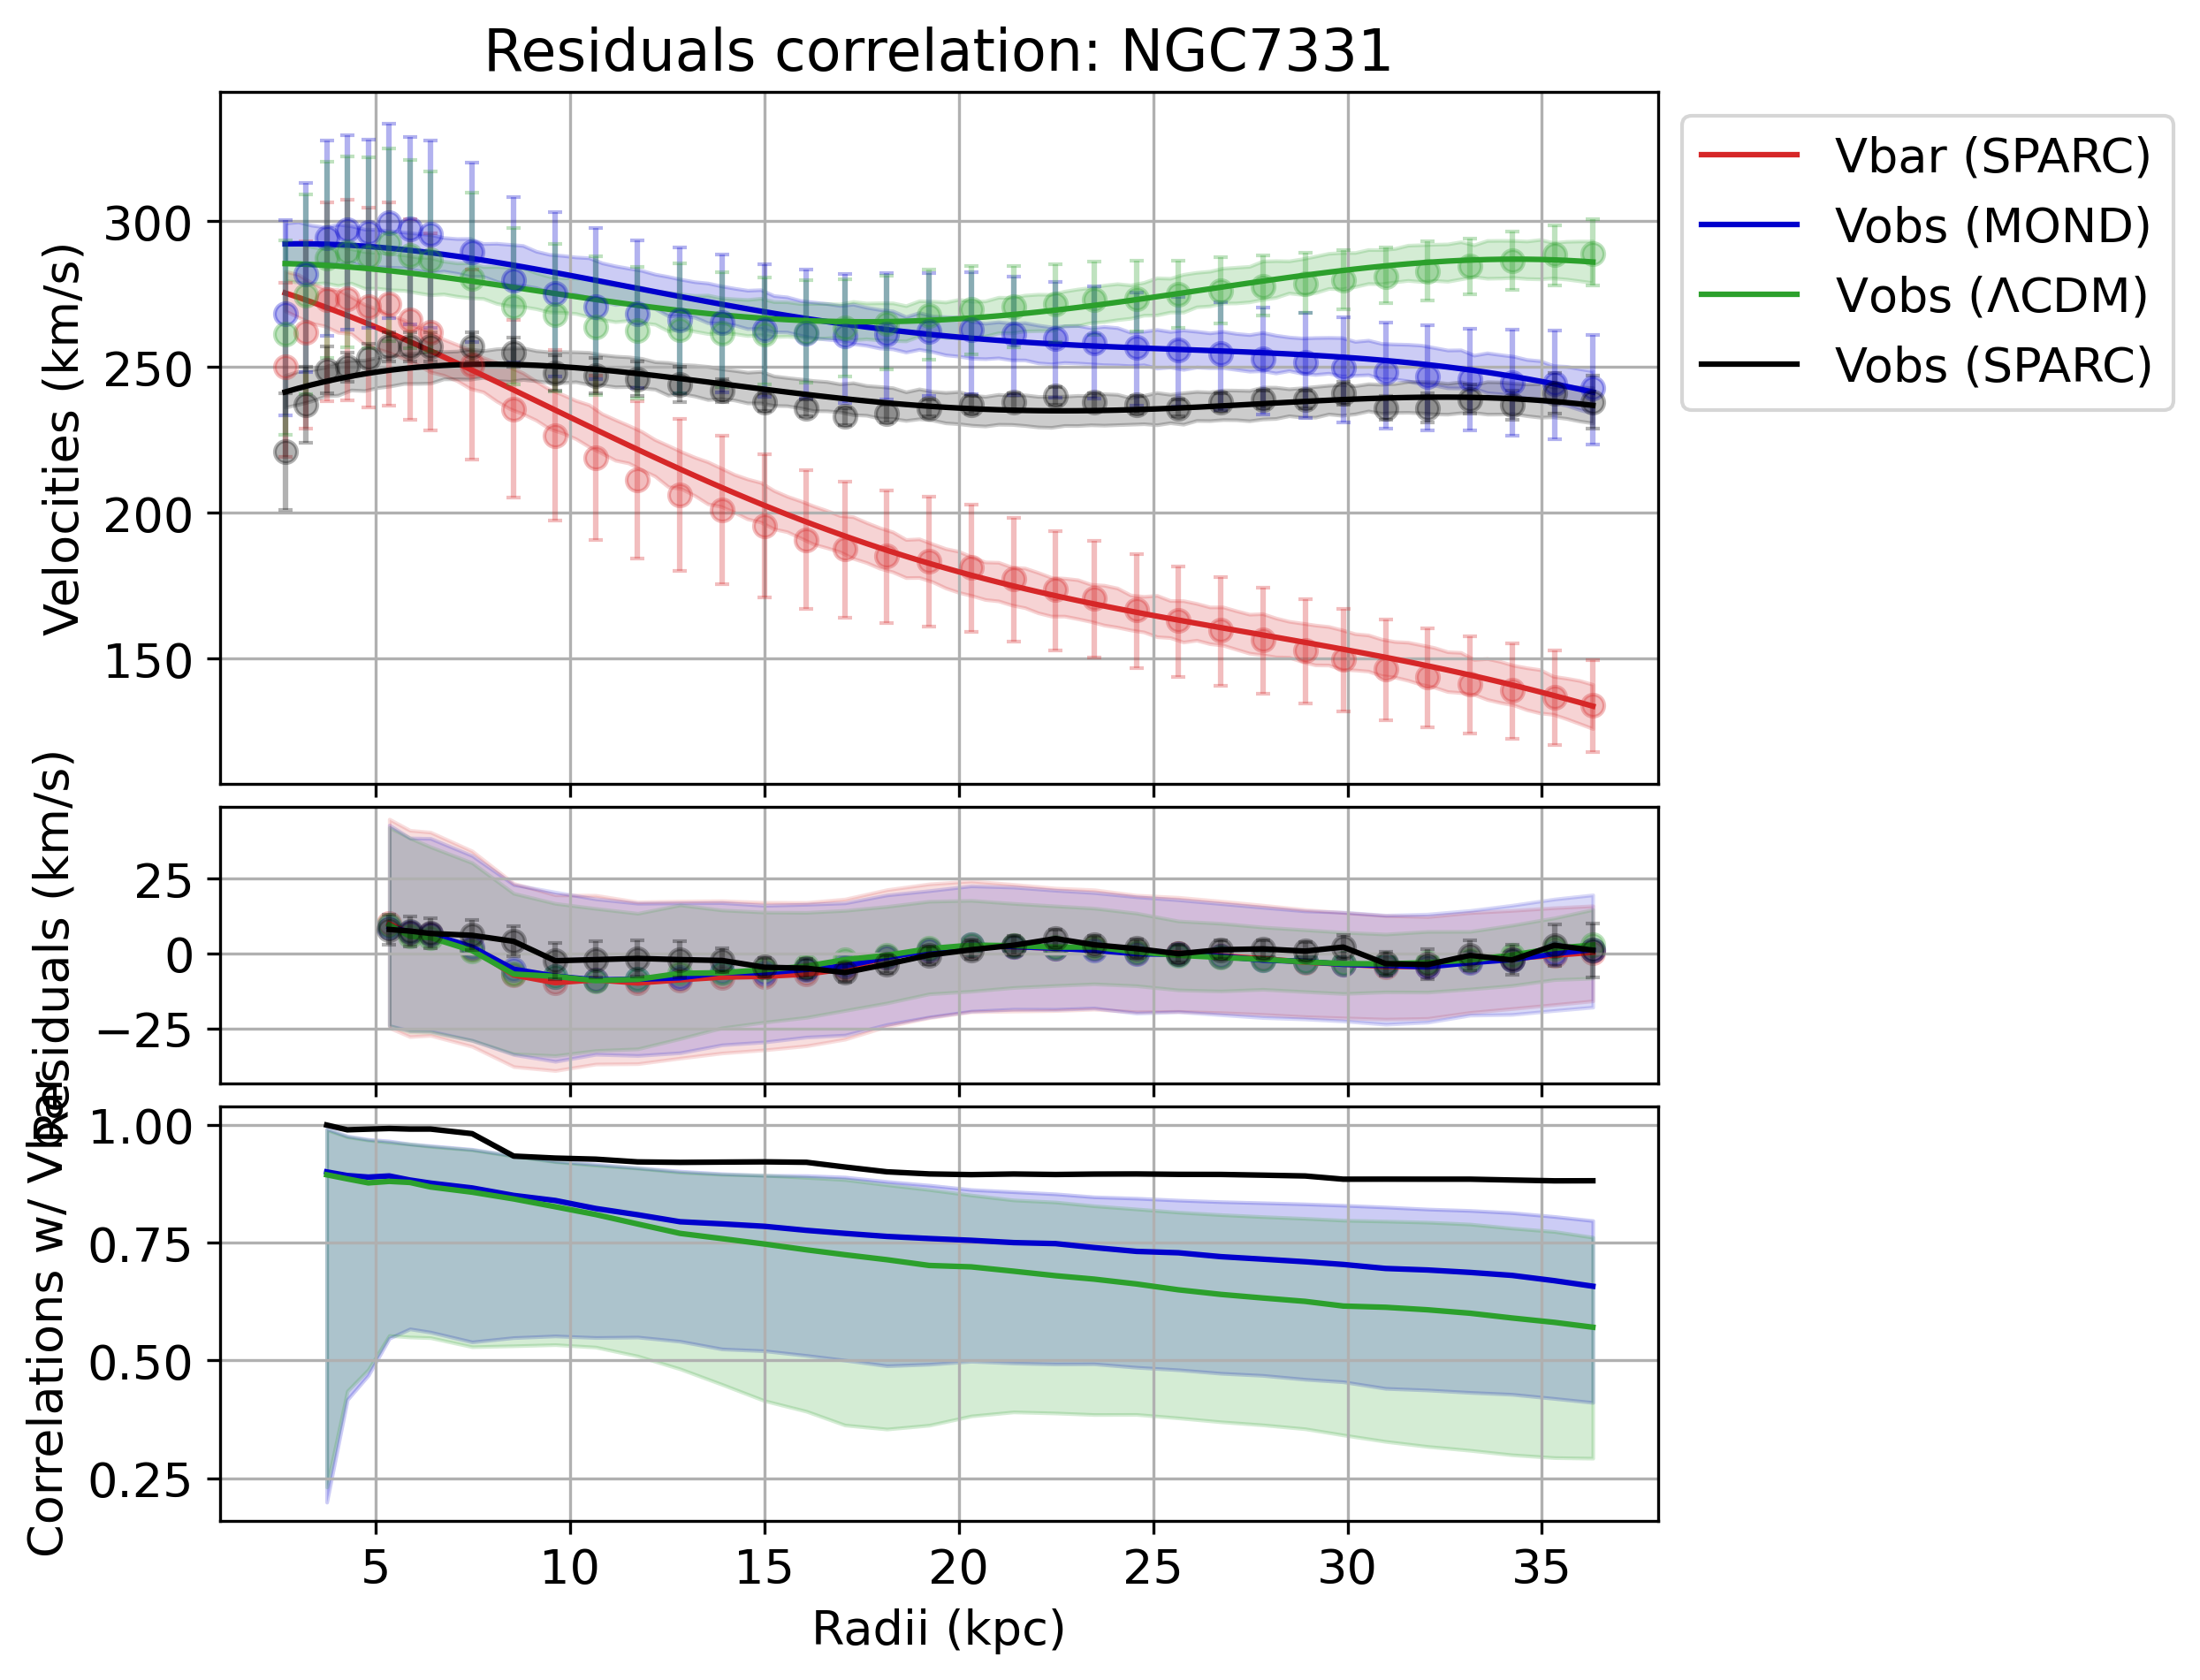 Residuals correlation: NGC7331
Velocities (km/s)
300
250
200
150
Vbar (SPARC)
Vobs (MOND)
Vobs (ΛCDM)
Vobs (SPARC)
Residuals (km/s)
25
0
−25
Correlations w/ Vbar
1.00
0.75
0.50
0.25
5 10 15 20 25 30 35
Radii (kpc)